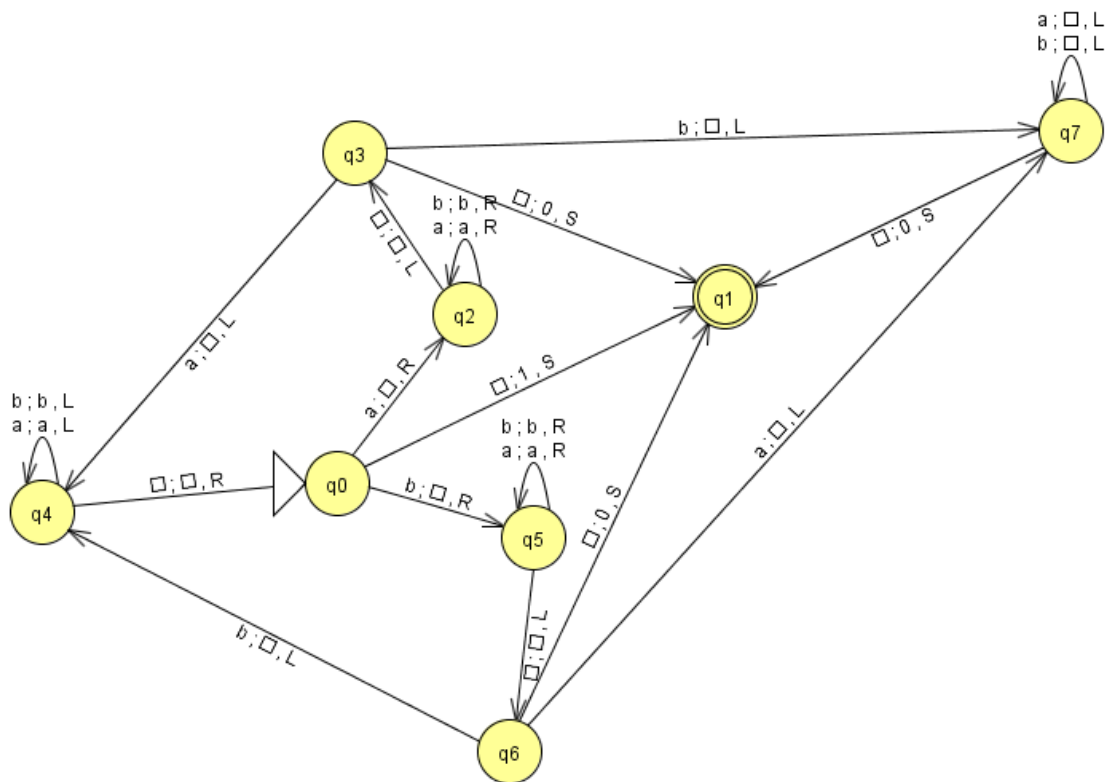 a ; □ , L
b ; □ , L
q7
b ; □ , L
q3
□ ; 0 , S
b ; b , R
a ; a , R
□ ; □ , L
□ ; 0 , S
q1
q2
a ; □ , L
a ; □ , R
□ ; 1 , S
b ; b , L
a ; a , L
b ; b , R
a ; a , R
a ; □ , L
□ ; □ , R
q0
b ; □ , R
q4
□ ; 0 , S
q5
□ ; □ , L
b ; □ , L
q6